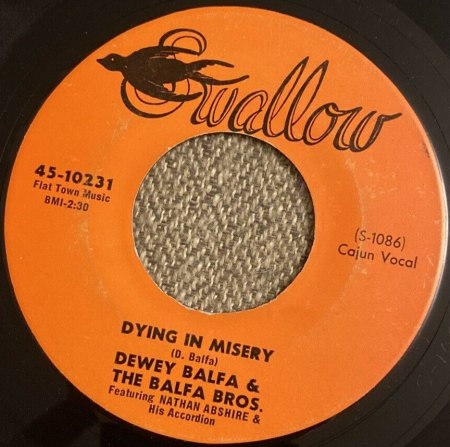 Swallow
45-10231
Flat Town Music
BMI-2:30
(S-1086)
Cajun Vocal
DYING IN MISERY
(D. Balfa)
DEWEY BALFA &
THE BALFA BROS.
Featuring NATHAN ABSHIRE &
His Accordion